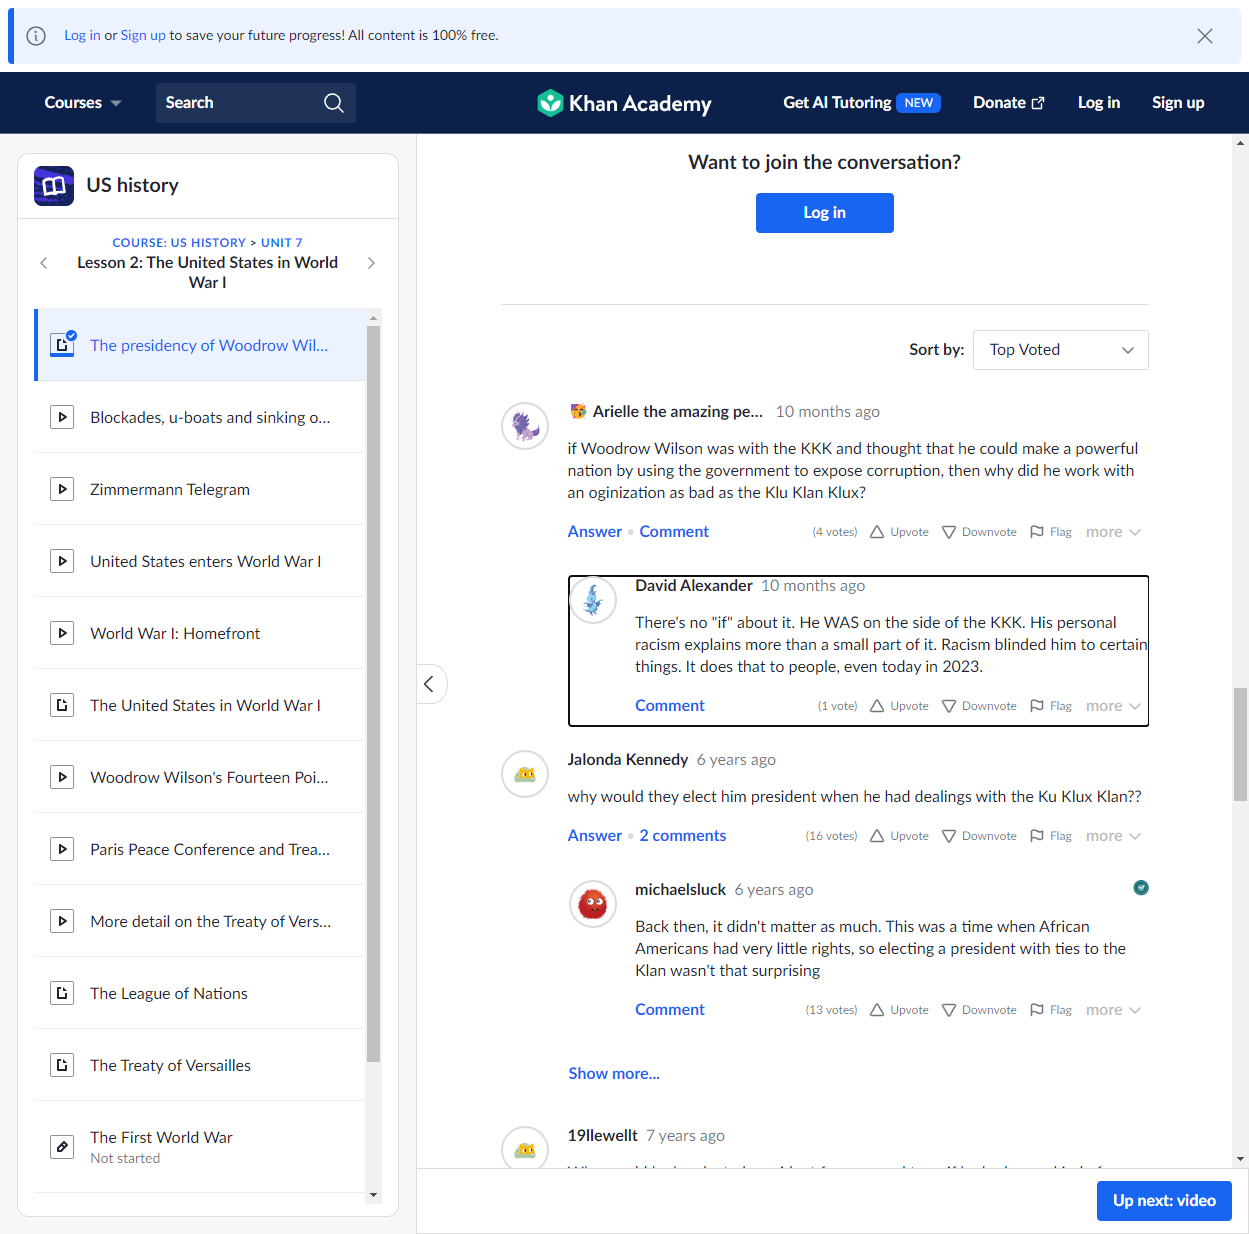 Log in or Sign up to save your future progress! All content is 100% free.
Courses
Search
Khan Academy
Get AI Tutoring NEW
Donate
Log in
Sign up
US history
COURSE: US HISTORY > UNIT 7
Lesson 2: The United States in World
War I
The presidency of Woodrow Wil...
Blockades, u-boats and sinking o...
Zimmermann Telegram
United States enters World War I
World War I: Homefront
The United States in World War I
Woodrow Wilson's Fourteen Poi...
Paris Peace Conference and Trea...
More detail on the Treaty of Vers...
The League of Nations
The Treaty of Versailles
The First World War
Not started
Want to join the conversation?
Log in
Sort by: Top Voted
Arielle the amazing pe... 10 months ago
if Woodrow Wilson was with the KKK and thought that he could make a powerful
nation by using the government to expose corruption, then why did he work with
an oginization as bad as the Klu Klan Klux?
Answer • Comment (4 votes) Upvote Downvote Flag more
David Alexander 10 months ago
There's no "if" about it. He WAS on the side of the KKK. His personal
racism explains more than a small part of it. Racism blinded him to certain
things. It does that to people, even today in 2023.
Comment (1 vote) Upvote Downvote Flag more
Jalonda Kennedy 6 years ago
why would they elect him president when he had dealings with the Ku Klux Klan??
Answer • 2 comments (16 votes) Upvote Downvote Flag more
michaelsluck 6 years ago
Back then, it didn't matter as much. This was a time when African
Americans had very little rights, so electing a president with ties to the
Klan wasn't that surprising
Comment (13 votes) Upvote Downvote Flag more
Show more...
19llewellt 7 years ago
Up next: video